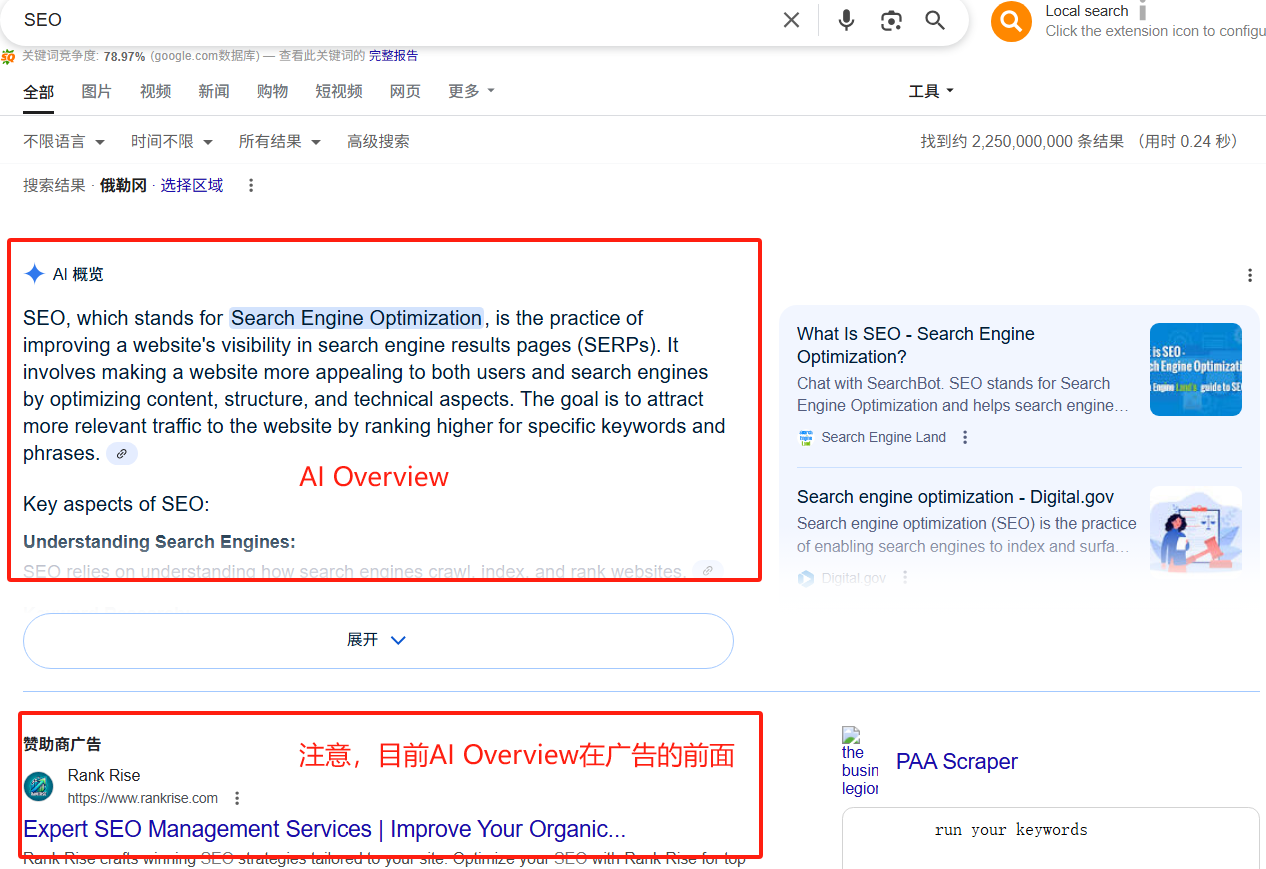 SEO
Local search
Click the extension icon to configu
关键词竞争度: 78.97% (google.com数据库) — 查看此关键词的 完整报告
全部 图片 视频 新闻 购物 短视频 网页 更多 工具
不限语言 时间不限 所有结果 高级搜索 找到约 2,250,000,000 条结果 （用时 0.24 秒）
搜索结果 · 俄勒冈 · 选择区域
AI 概览
SEO, which stands for Search Engine Optimization, is the practice of
improving a website's visibility in search engine results pages (SERPs). It
involves making a website more appealing to both users and search engines
by optimizing content, structure, and technical aspects. The goal is to attract
more relevant traffic to the website by ranking higher for specific keywords and
phrases.
AI Overview
Key aspects of SEO:
Understanding Search Engines:
SEO relies on understanding how search engines crawl, index, and rank websites.
展开
What Is SEO - Search Engine
Optimization?
Chat with SearchBot. SEO stands for Search
Engine Optimization and helps search engine…
Search Engine Land
is SEO-
ch Engine Optimizati
Engine Land's guide to SE
Search engine optimization - Digital.gov
Search engine optimization (SEO) is the practice
of enabling search engines to index and surfa…
Digital.gov
赞助商广告
注意，目前AI Overview在广告的前面
Rank Rise
https://www.rankrise.com
Expert SEO Management Services | Improve Your Organic...
Rank Rise crafts winning SEO strategies tailored to your site. Optimize your SEO with Rank Rise for top
the
busin
legion
PAA Scraper
run your keywords